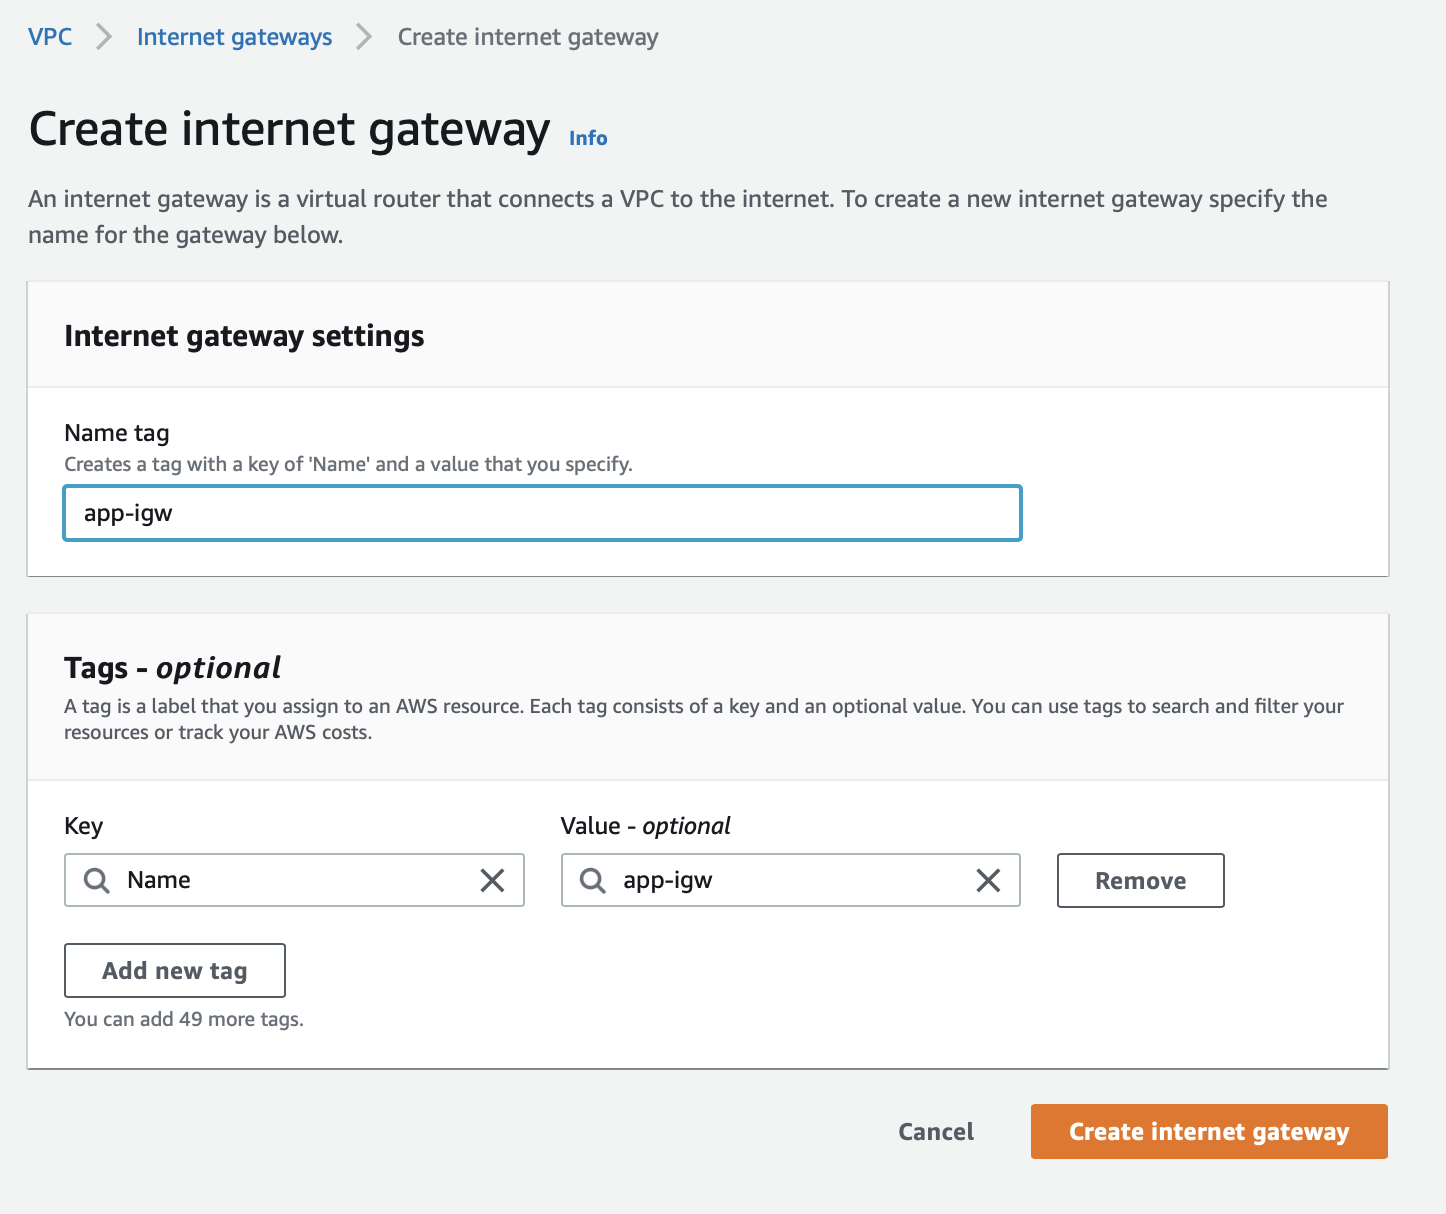 VPC Internet gateways Create internet gateway
Create internet gateway Info
An internet gateway is a virtual router that connects a VPC to the internet. To create a new internet gateway specify the
name for the gateway below.
Internet gateway settings
Name tag
Creates a tag with a key of 'Name' and a value that you specify.
app-igw
Tags - optional
A tag is a label that you assign to an AWS resource. Each tag consists of a key and an optional value. You can use tags to search and filter your
resources or track your AWS costs.
Key Value - optional
Name app-igw Remove
Add new tag
You can add 49 more tags.
Cancel Create internet gateway